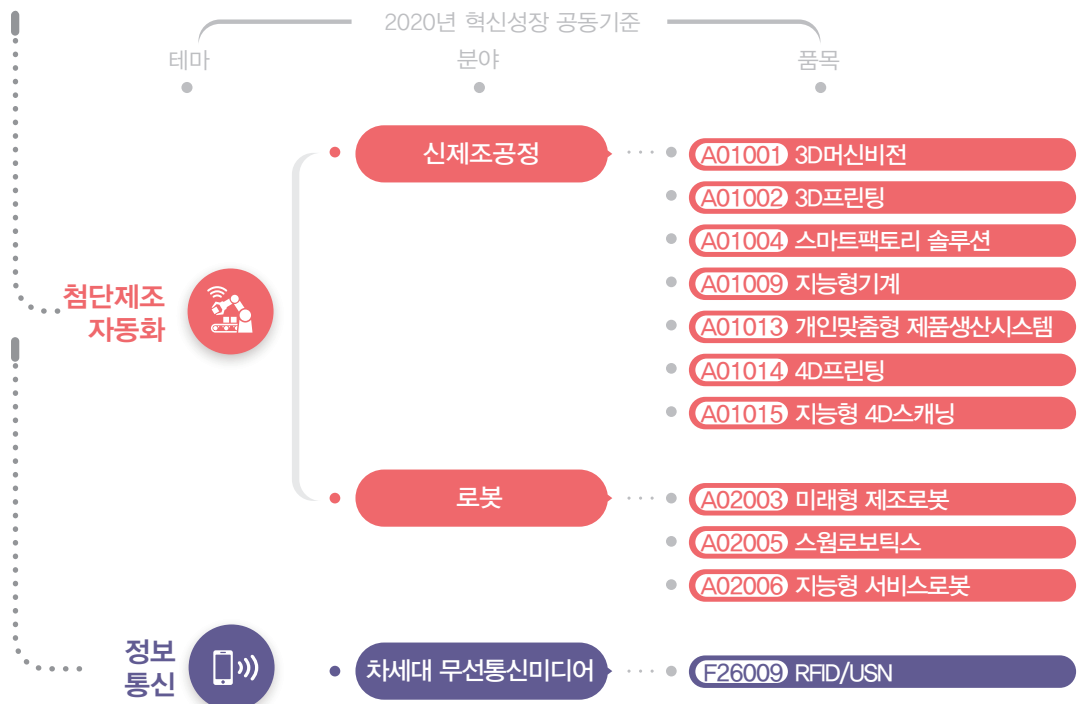 2020년 혁신성장 공동기준
테마
분야
품목
첨단제조
자동화
신제조공정
A01001 3D머신비전
A01002 3D프린팅
A01004 스마트팩토리 솔루션
A01009 지능형기계
A01013 개인맞춤형 제품생산시스템
A01014 4D프린팅
A01015 지능형 4D스캐닝
로봇
A02003 미래형 제조로봇
A02005 스웜로보틱스
A02006 지능형 서비스로봇
정보
통신
차세대 무선통신미디어
F26009 RFID/USN